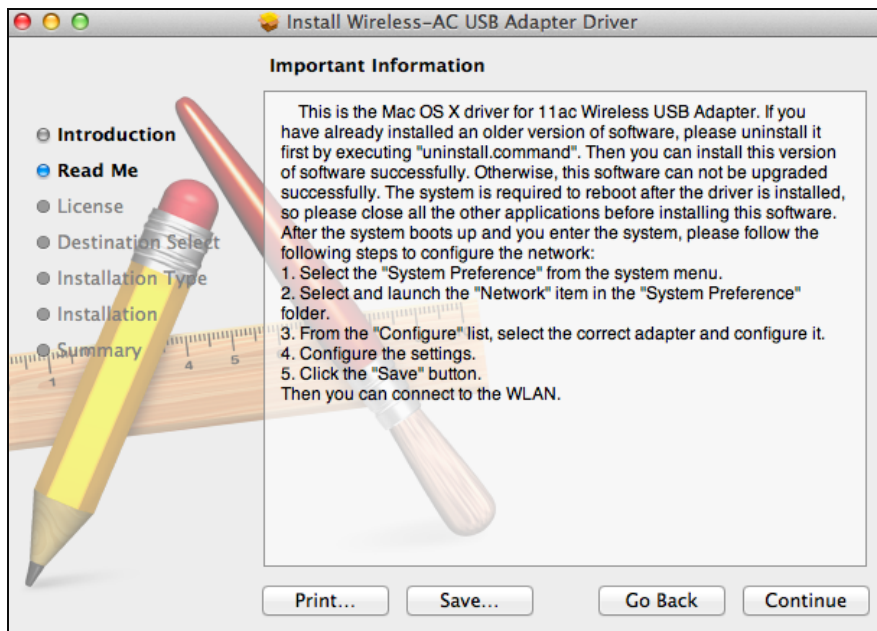 Install Wireless-AC USB Adapter Driver
Important Information
Introduction
Read Me
License
Destination Select
Installation Type
Installation
Summary
This is the Mac OS X driver for 11ac Wireless USB Adapter. If you
have already installed an older version of software, please uninstall it
first by executing "uninstall.command". Then you can install this version
of software successfully. Otherwise, this software can not be upgraded
successfully. The system is required to reboot after the driver is installed,
so please close all the other applications before installing this software.
After the system boots up and you enter the system, please follow the
following steps to configure the network:
1. Select the "System Preference" from the system menu.
2. Select and launch the "Network" item in the "System Preference"
folder.
3. From the "Configure" list, select the correct adapter and configure it.
4. Configure the settings.
5. Click the "Save" button.
Then you can connect to the WLAN.
1 4 5
Print... Save... Go Back Continue